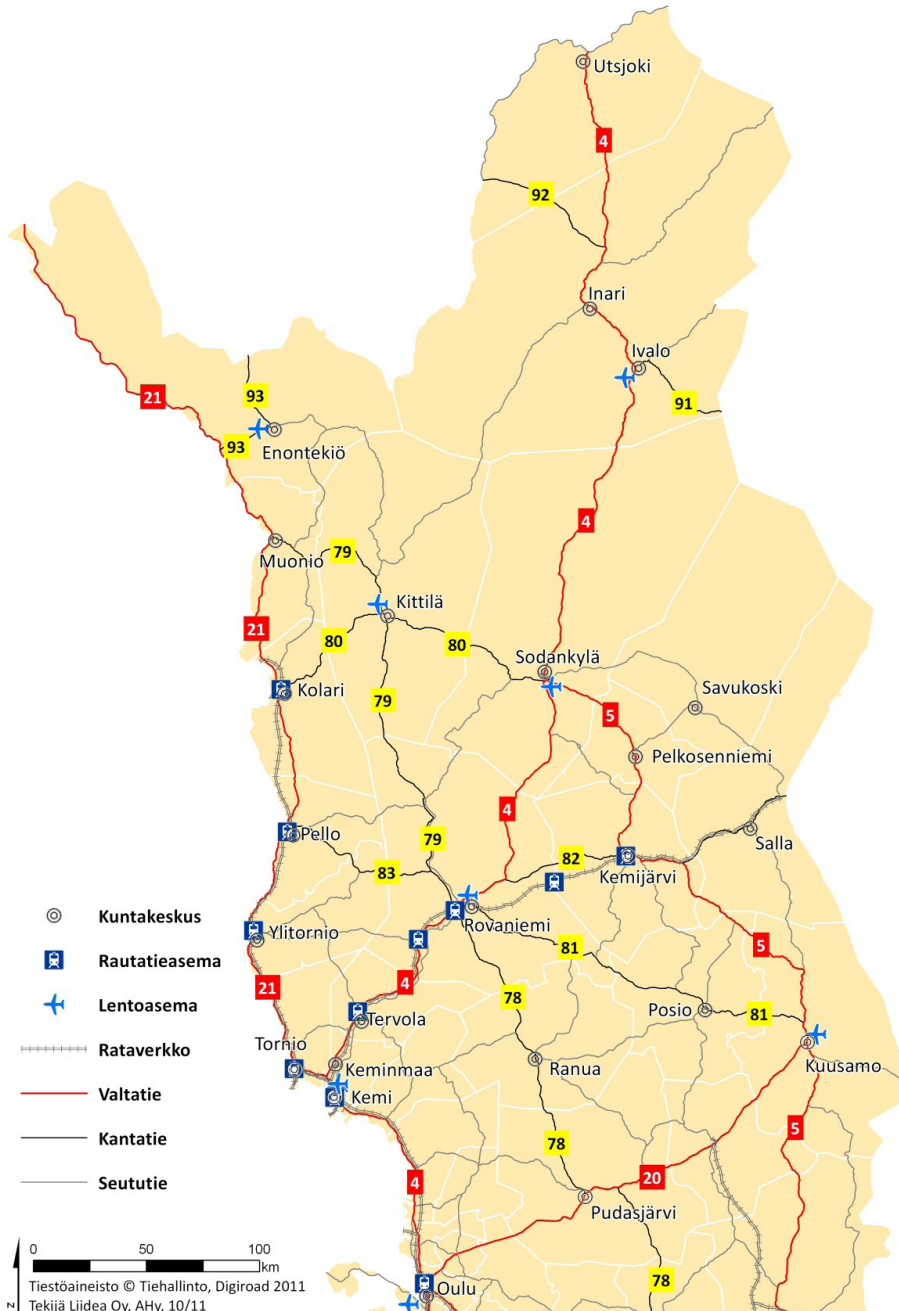 Utsjoki
4
92
Inari
Ivalo
91
21
93
93
Enontekiö
4
Muonio
79
Kittilä
21
80
80
Sodankylä
Kolari
79
5
Savukoski
Pelkosenniemi
4
79
Pello
83
82
Kemijärvi
Salla
Rovaniemi
Ylitornio
81
5
4
21
78
Posio
81
Tervola
Tornio
Keminmaa
Ranua
Kuusamo
Kemi
5
78
4
20
Pudasjärvi
78
Oulu
Kuntakeskus
Rautatieasema
Lentoasema
Rataverkko
Valtatie
Kantatie
Seututie
0 50 100
km
Tiestöaineisto © Tiehallinto, Digiroad 2011
Tekijä Liidea Oy, AHy, 10/11
N